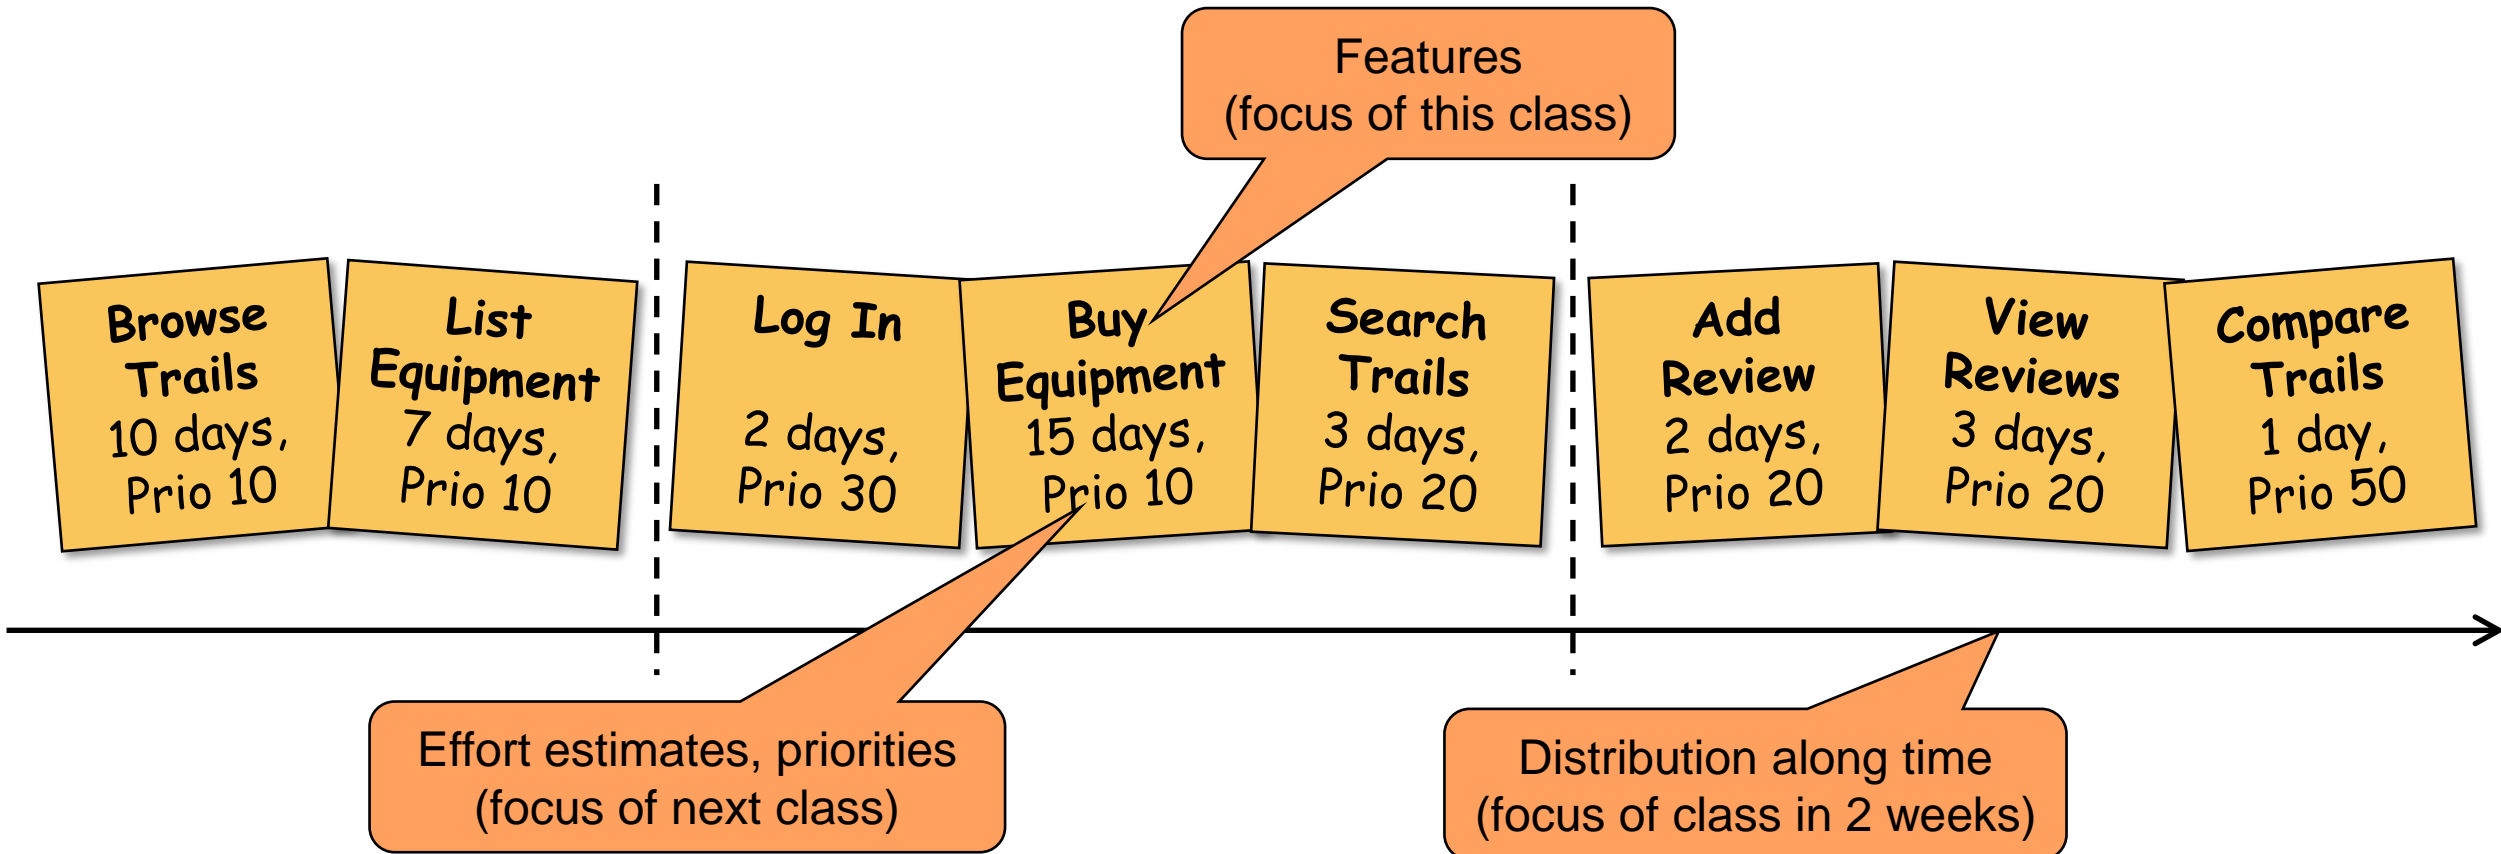 Features
(focus of this class)
Browse
Trails
10 days,
Prio 10
List
Equipment
7 days,
Prio 10
Log In
2 days,
Prio 30
Buy
Equipment
15 days,
Prio 10
Search
Trails
3 days,
Prio 20
Add
Review
2 days,
Prio 20
View
Reviews
3 days,
Prio 20
Compare
Trails
1 day,
Prio 50
Effort estimates, priorities
(focus of next class)
Distribution along time
(focus of class in 2 weeks)